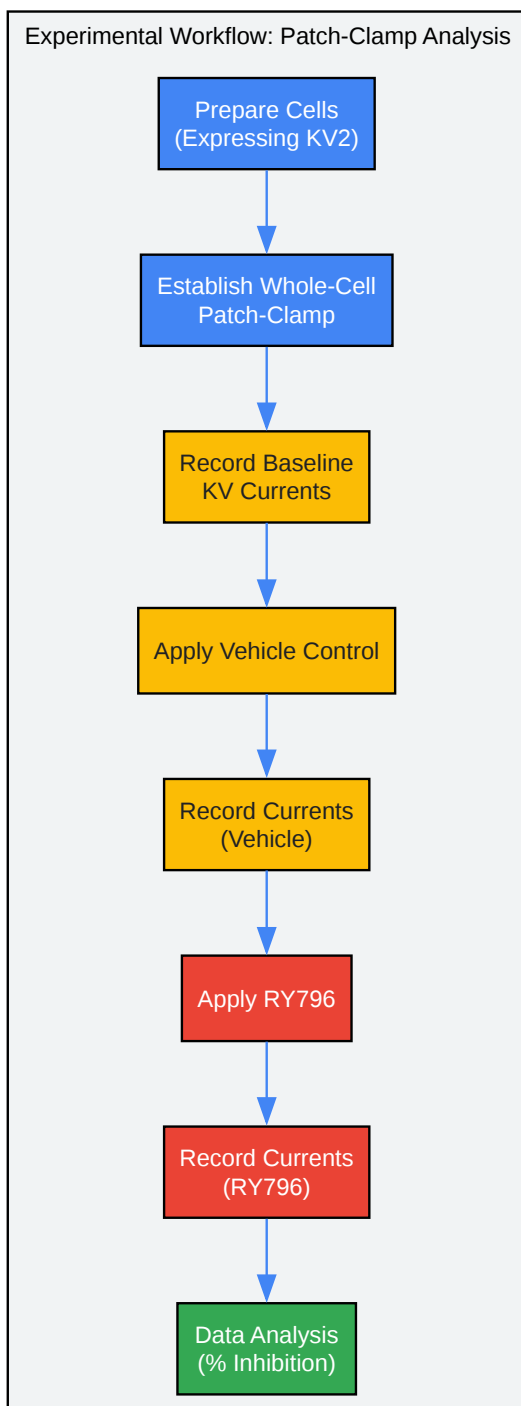 Experimental Workflow: Patch-Clamp Analysis
Prepare Cells
(Expressing KV2)
Establish Whole-Cell
Patch-Clamp
Record Baseline
KV Currents
Apply Vehicle Control
Record Currents
(Vehicle)
Apply RY796
Record Currents
(RY796)
Data Analysis
(% Inhibition)